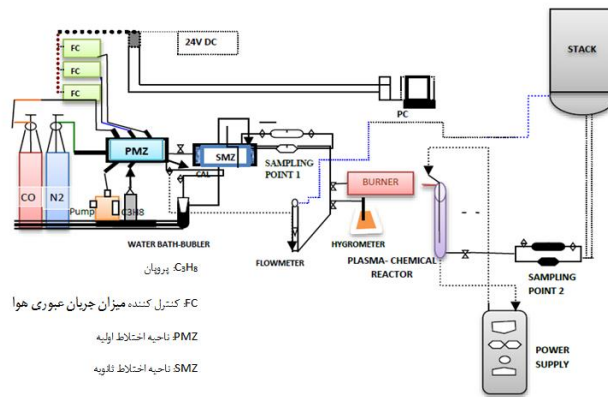 24V DC
STACK
FC
FC
FC
PC
PMZ
SMZ
SAMPLING
POINT 1
CAL
CO
N2
Pump
C3H8
BURNER
WATER BATH-BUBLER
HYGROMETER
FLOWMETER
PLASMA- CHEMICAL
REACTOR
SAMPLING
POINT 2
POWER
SUPPLY
C₃H₈: پروپان
FC: کنترل کننده میزان جریان عبوری هوا
PMZ: ناحیه اختلاط اولیه
SMZ: ناحیه اختلاط ثانویه